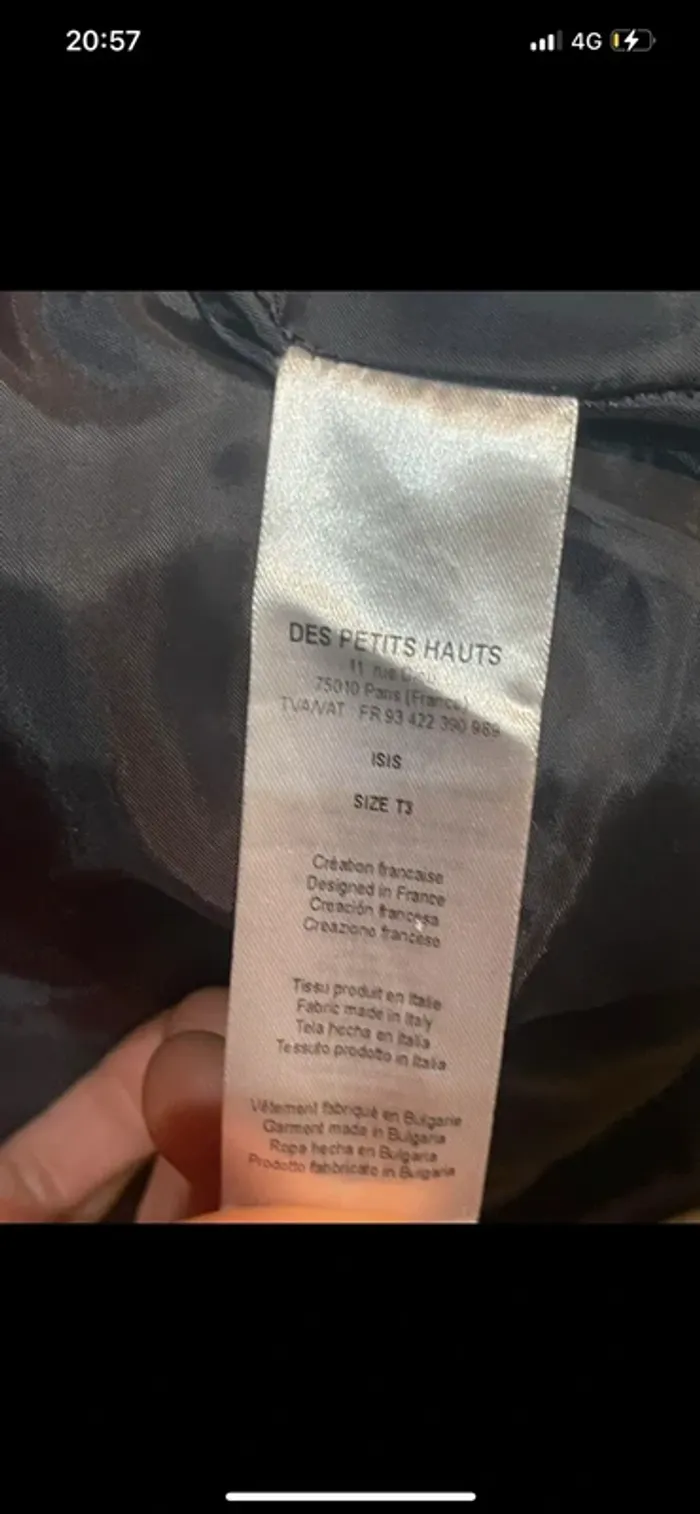 20:57
4G
DES PETITS HAUTS
11 rue
75010 Paris (France)
TVA/VAT FR 93 422 390 989
ISIS
SIZE T3
Création française
Designed in France
Creación francesa
Creazione francese
Tissu produit en Italie
Fabric made in Italy
Tela hecha en Italia
Tessuto prodotto in Italia
Vêtement fabriqué en Bulgarie
Garment made in Bulgaria
Ropa hecha en Bulgaria
Prodotto fabbricato in Bulgaria